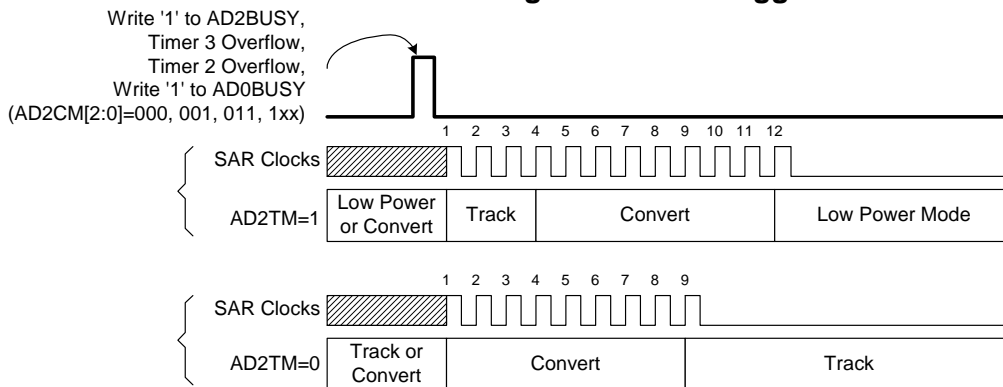 Write '1' to AD2BUSY,
Timer 3 Overflow,
Timer 2 Overflow,
Write '1' to AD0BUSY
(AD2CM[2:0]=000, 001, 011, 1xx)
1 2 3 4 5 6 7 8 9 10 11 12
SAR Clocks
AD2TM=1
Low Power
or Convert
Track
Convert
Low Power Mode
1 2 3 4 5 6 7 8 9
SAR Clocks
AD2TM=0
Track or
Convert
Convert
Track